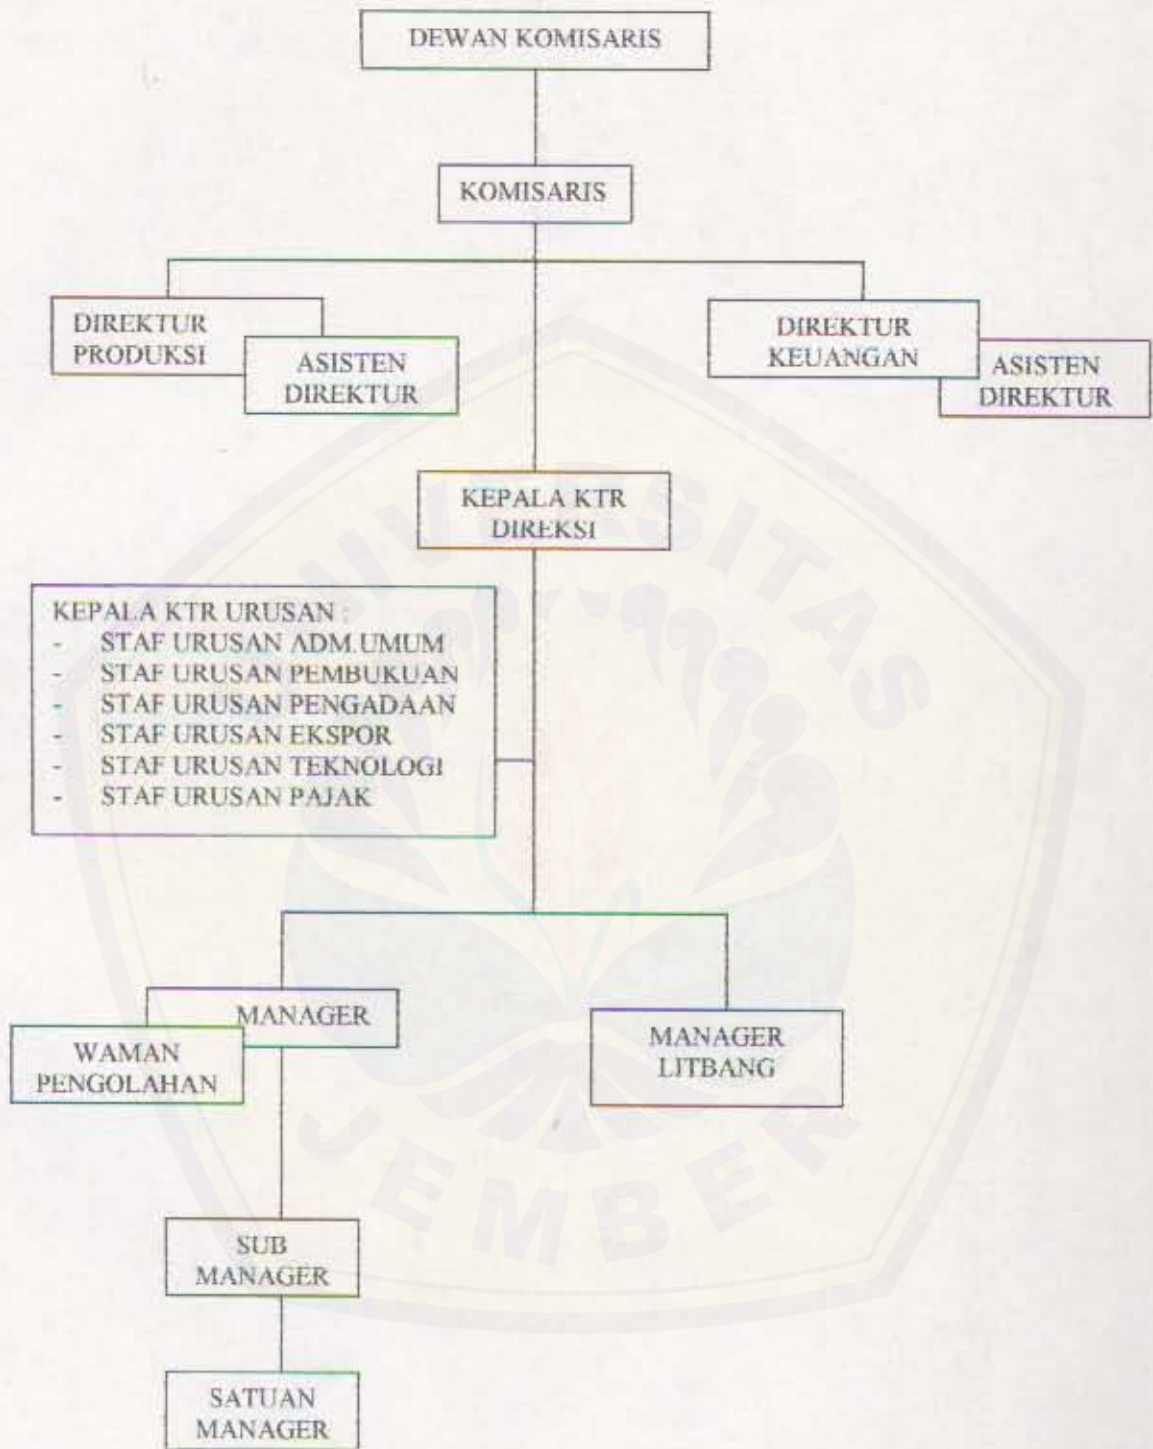 DEWAN KOMISARIS
KOMISARIS
DIREKTUR
PRODUKSI
ASISTEN
DIREKTUR
DIREKTUR
KEUANGAN
ASISTEN
DIREKTUR
KEPALA KTR
DIREKSI
KEPALA KTR URUSAN :
- STAF URUSAN ADM.UMUM
- STAF URUSAN PEMBUKUAN
- STAF URUSAN PENGADAAN
- STAF URUSAN EKSPOR
- STAF URUSAN TEKNOLOGI
- STAF URUSAN PAJAK
MANAGER
WAMAN
PENGOLAHAN
MANAGER
LITBANG
SUB
MANAGER
SATUAN
MANAGER
UNIVERSITAS
JEMBER